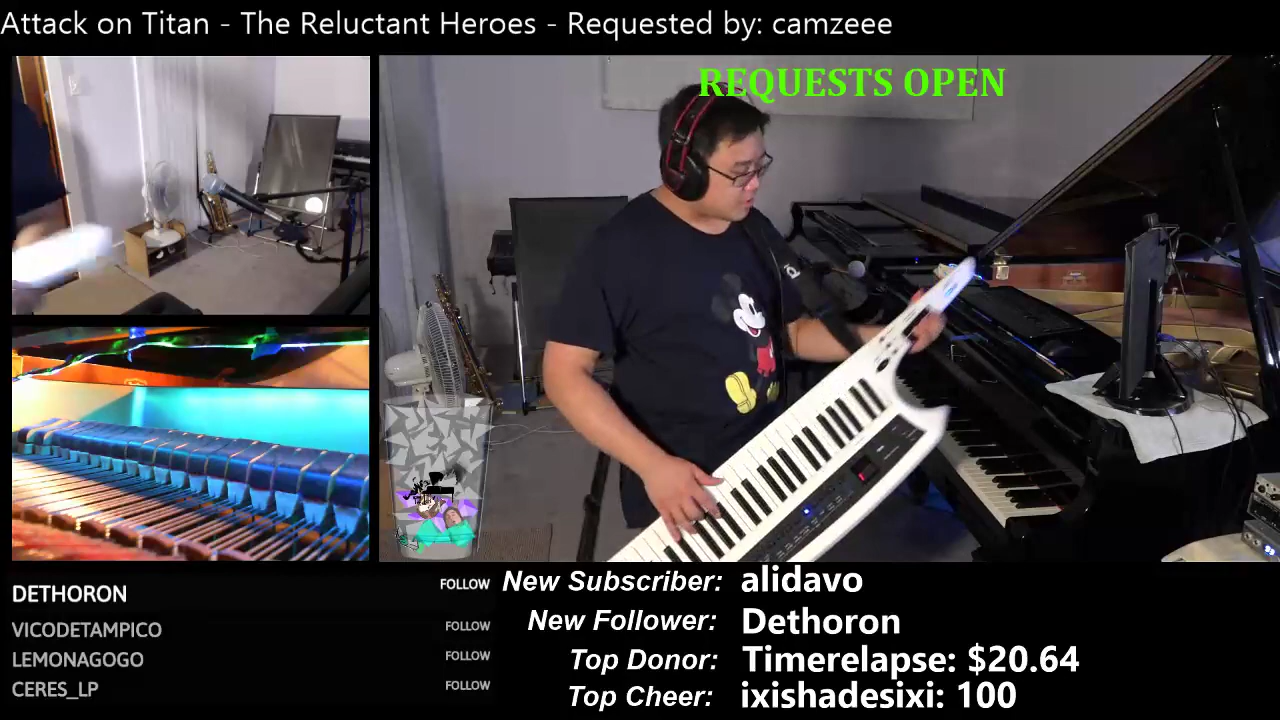 Attack on Titan - The Reluctant Heroes - Requested by: camzeee
REQUESTS OPEN
DETHORON FOLLOW
VICODETAMPICO FOLLOW
LEMONAGOGO FOLLOW
CERES_LP FOLLOW
New Subscriber: alidavo
New Follower: Dethoron
Top Donor: Timerelapse: $20.64
Top Cheer: ixishadesixi: 100